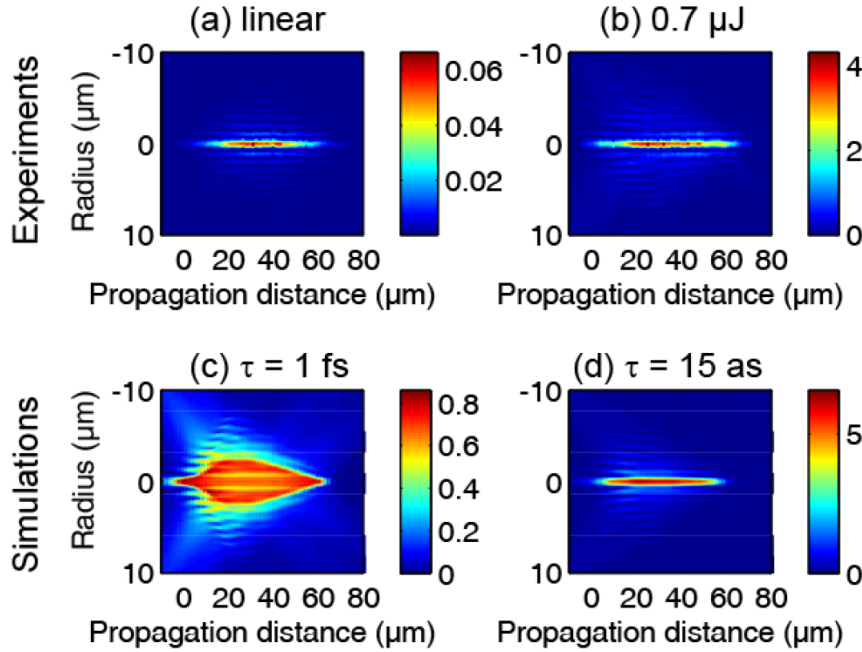 (a) linear
(b) 0.7 µJ
Experiments
Radius (µm)
-10
0
10
0 20 40 60 80
Propagation distance (µm)
0.06
0.04
0.02
0
10
-10
0 20 40 60 80
Propagation distance (µm)
4
2
0
(c) τ = 1 fs
(d) τ = 15 as
Simulations
Radius (µm)
-10
0
10
0 20 40 60 80
Propagation distance (µm)
0.8
0.6
0.4
0.2
0
-10
0
10
0 20 40 60 80
Propagation distance (µm)
5
0